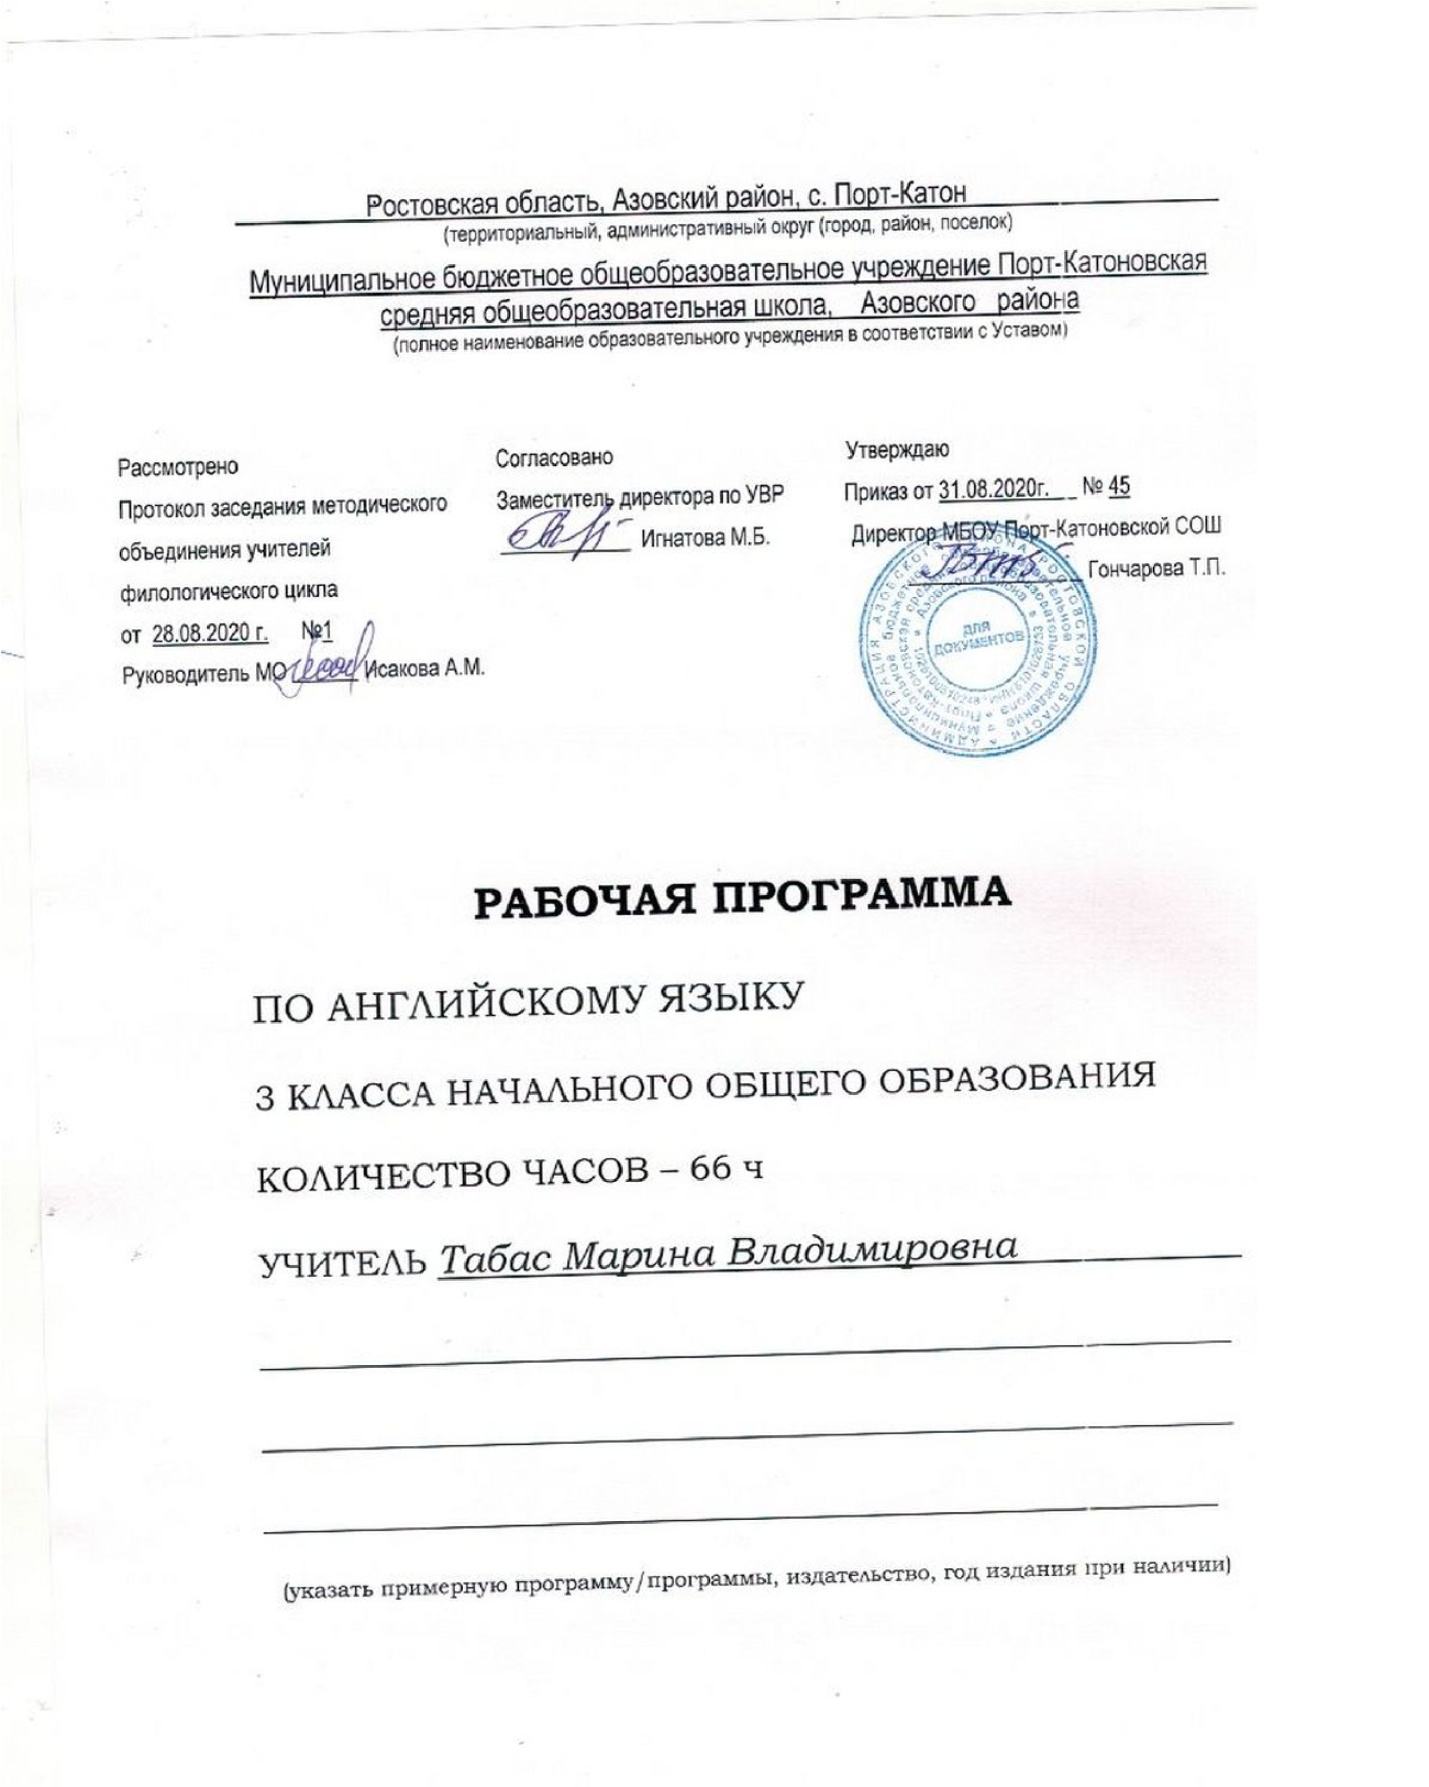 Ростовская область, Азовский район, с. Порт-Катон
(территориальный, административный округ (город, район, поселок)
Муниципальное бюджетное общеобразовательное учреждение Порт-Катоновская
средняя общеобразовательная школа, Азовского района
(полное наименование образовательного учреждения в соответствии с Уставом)
Рассмотрено
Протокол заседания методического
объединения учителей
филологического цикла
от 28.08.2020 г. №1
Руководитель МО Исакова А.М.
Согласовано
Заместитель директора по УВР
Игнатова М.Б.
Утверждаю
Приказ от 31.08.2020г. № 45
Директор МБОУ Порт-Катоновской СОШ
Гончарова Т.П.
ДЛЯ
ДОКУМЕНТОВ
РАБОЧАЯ ПРОГРАММА
ПО АНГЛИЙСКОМУ ЯЗЫКУ
3 КЛАССА НАЧАЛЬНОГО ОБЩЕГО ОБРАЗОВАНИЯ
КОЛИЧЕСТВО ЧАСОВ – 66 ч
УЧИТЕЛЬ Табас Марина Владимировна
(указать примерную программу/программы, издательство, год издания при наличии)